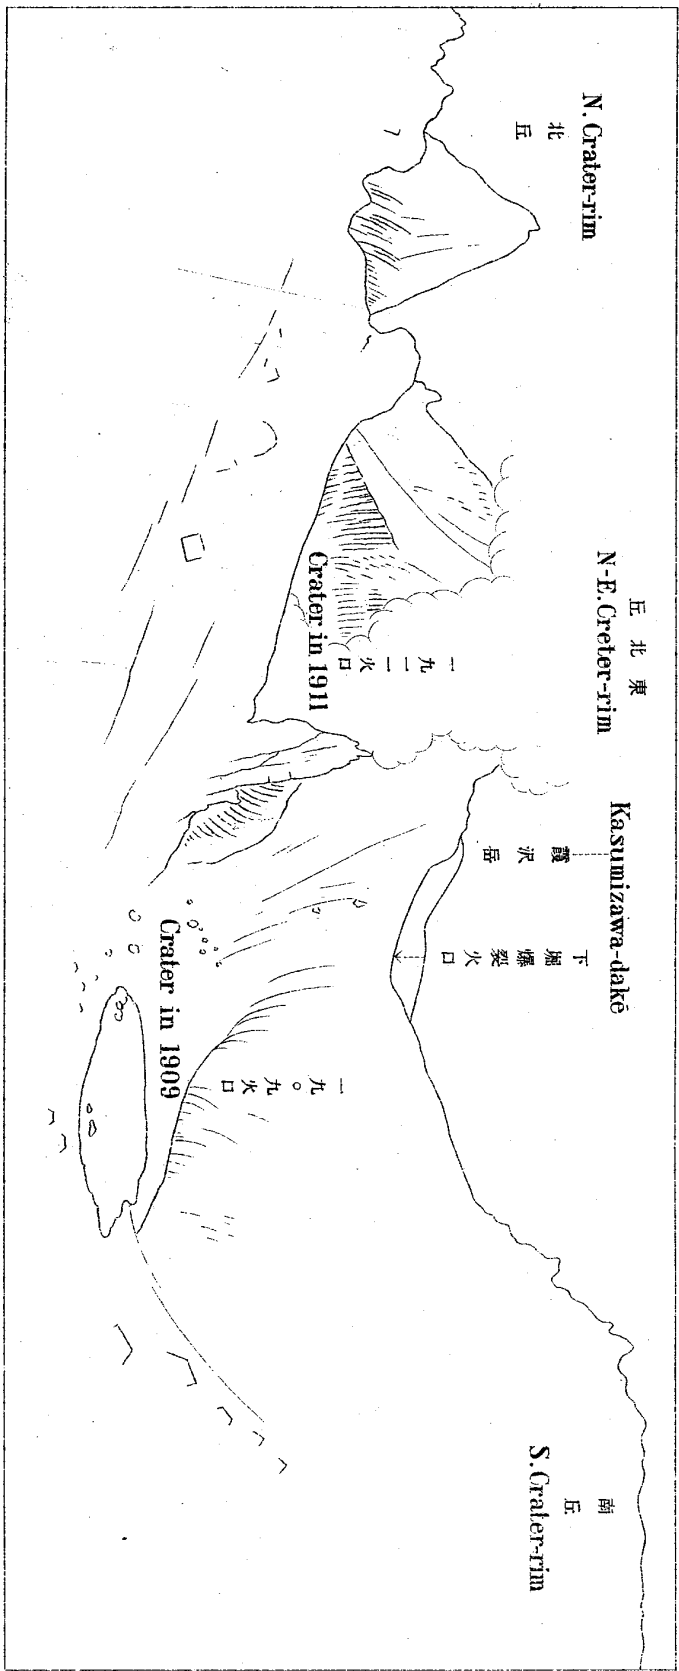 N. Crater-rim
北丘
東北丘
N-E. Creter-rim
Kasumizawa-daké
霞沢岳
下堀爆裂火口
Crater in 1911
一九一一火口
Crater in 1909
一九〇九火口
S. Crater-rim
南丘